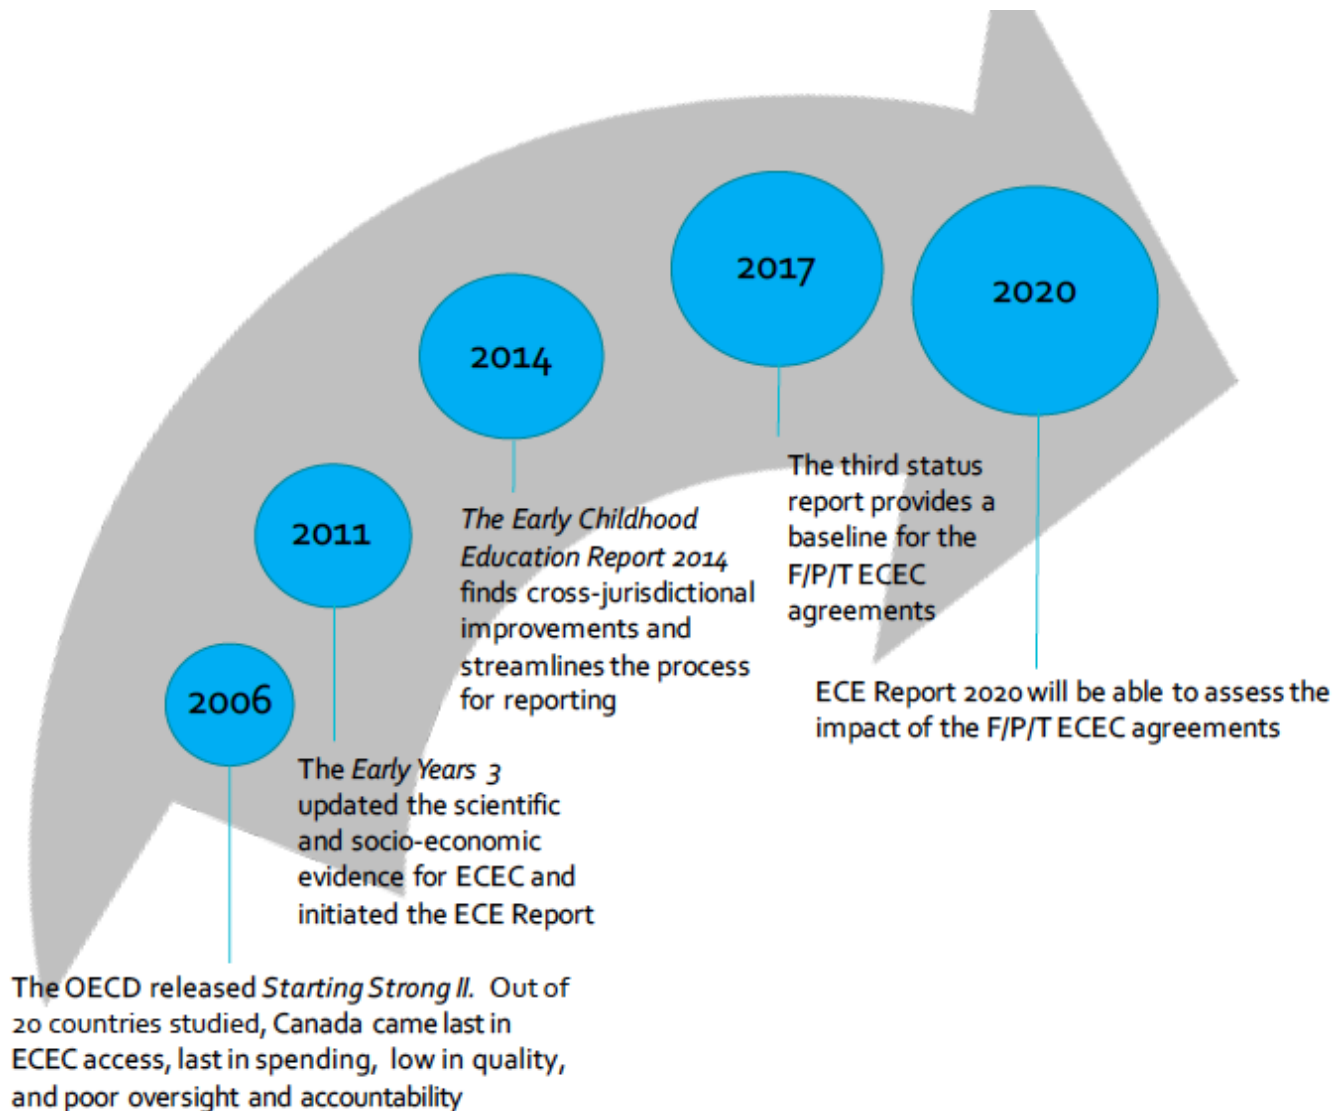 2006
The OECD released Starting Strong II. Out of
20 countries studied, Canada came last in
ECEC access, last in spending, low in quality,
and poor oversight and accountability
2011
The Early Years 3
updated the scientific
and socio-economic
evidence for ECEC and
initiated the ECE Report
2014
The Early Childhood
Education Report 2014
finds cross-jurisdictional
improvements and
streamlines the process
for reporting
2017
The third status
report provides a
baseline for the
F/P/T ECEC
agreements
2020
ECE Report 2020 will be able to assess the
impact of the F/P/T ECEC agreements